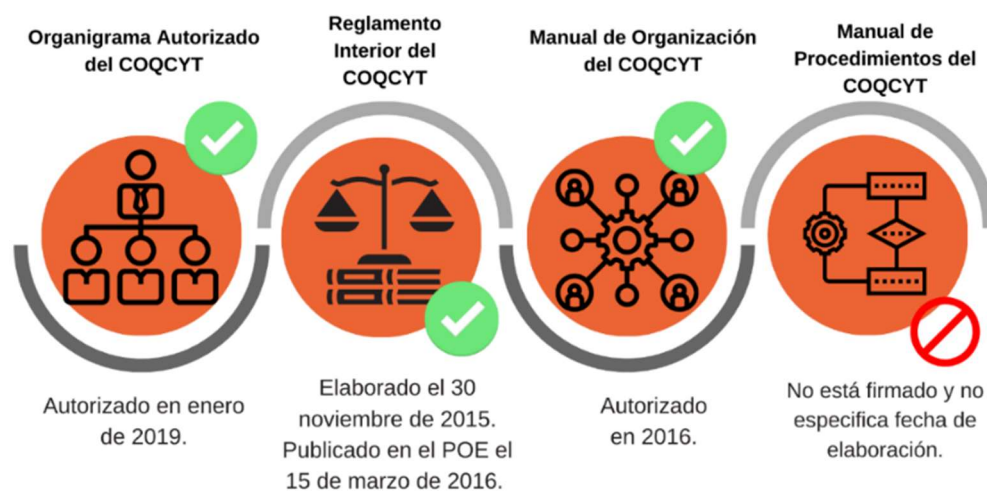 Organigrama Autorizado
del COQCYT
Autorizado en enero
de 2019.
Reglamento
Interior del
COQCYT
Elaborado el 30
noviembre de 2015.
Publicado en el POE el
15 de marzo de 2016.
Manual de Organización
del COQCYT
Autorizado
en 2016.
Manual de
Procedimientos del
COQCYT
No está firmado y no
especifica fecha de
elaboración.